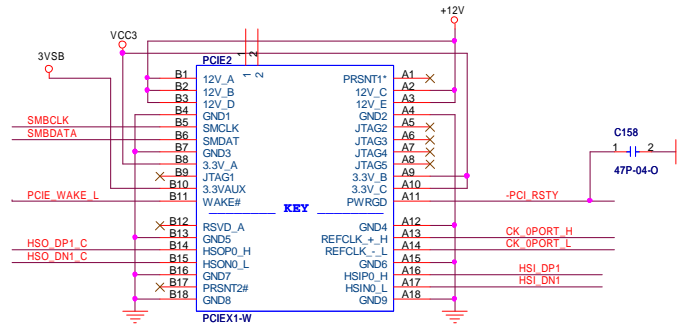 +12V
VCC3
3VSB
PCIE2
1 2
1 2
B1 12V_A PRSNT1* A1
B2 12V_B 12V_C A2
B3 12V_D 12V_E A3
B4 GND1 GND2 A4
SMBCLK B5 SMCLK JTAG2 A5
SMBDATA B6 SMDAT JTAG3 A6
B7 GND3 JTAG4 A7
B8 3.3V_A JTAG5 A8
B9 JTAG1 3.3V_B A9
B10 3.3VAUX 3.3V_C A10
PCIE_WAKE_L B11 WAKE# PWRGD A11 -PCI_RSTY
C158
1 2
47P-04-O
KEY
B12 RSVD_A GND4 A12
B13 GND5 REFCLK_+_H A13 CK_0PORT_H
HSO_DP1_C B14 HSOP0_H REFCLK_-_L A14 CK_0PORT_L
HSO_DN1_C B15 HSON0_L GND6 A15
B16 GND7 HSIP0_H A16 HSI_DP1
B17 PRSNT2# HSIN0_L A17 HSI_DN1
B18 GND8 GND9 A18
PCIEX1-W